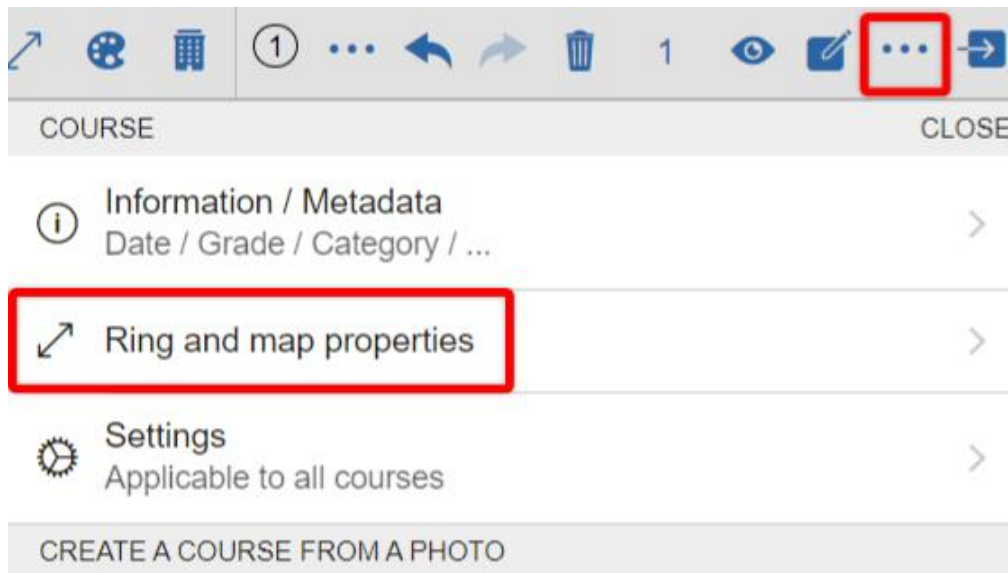 1 1
COURSE CLOSE
Information / Metadata
Date / Grade / Category / ...
Ring and map properties
Settings
Applicable to all courses
CREATE A COURSE FROM A PHOTO